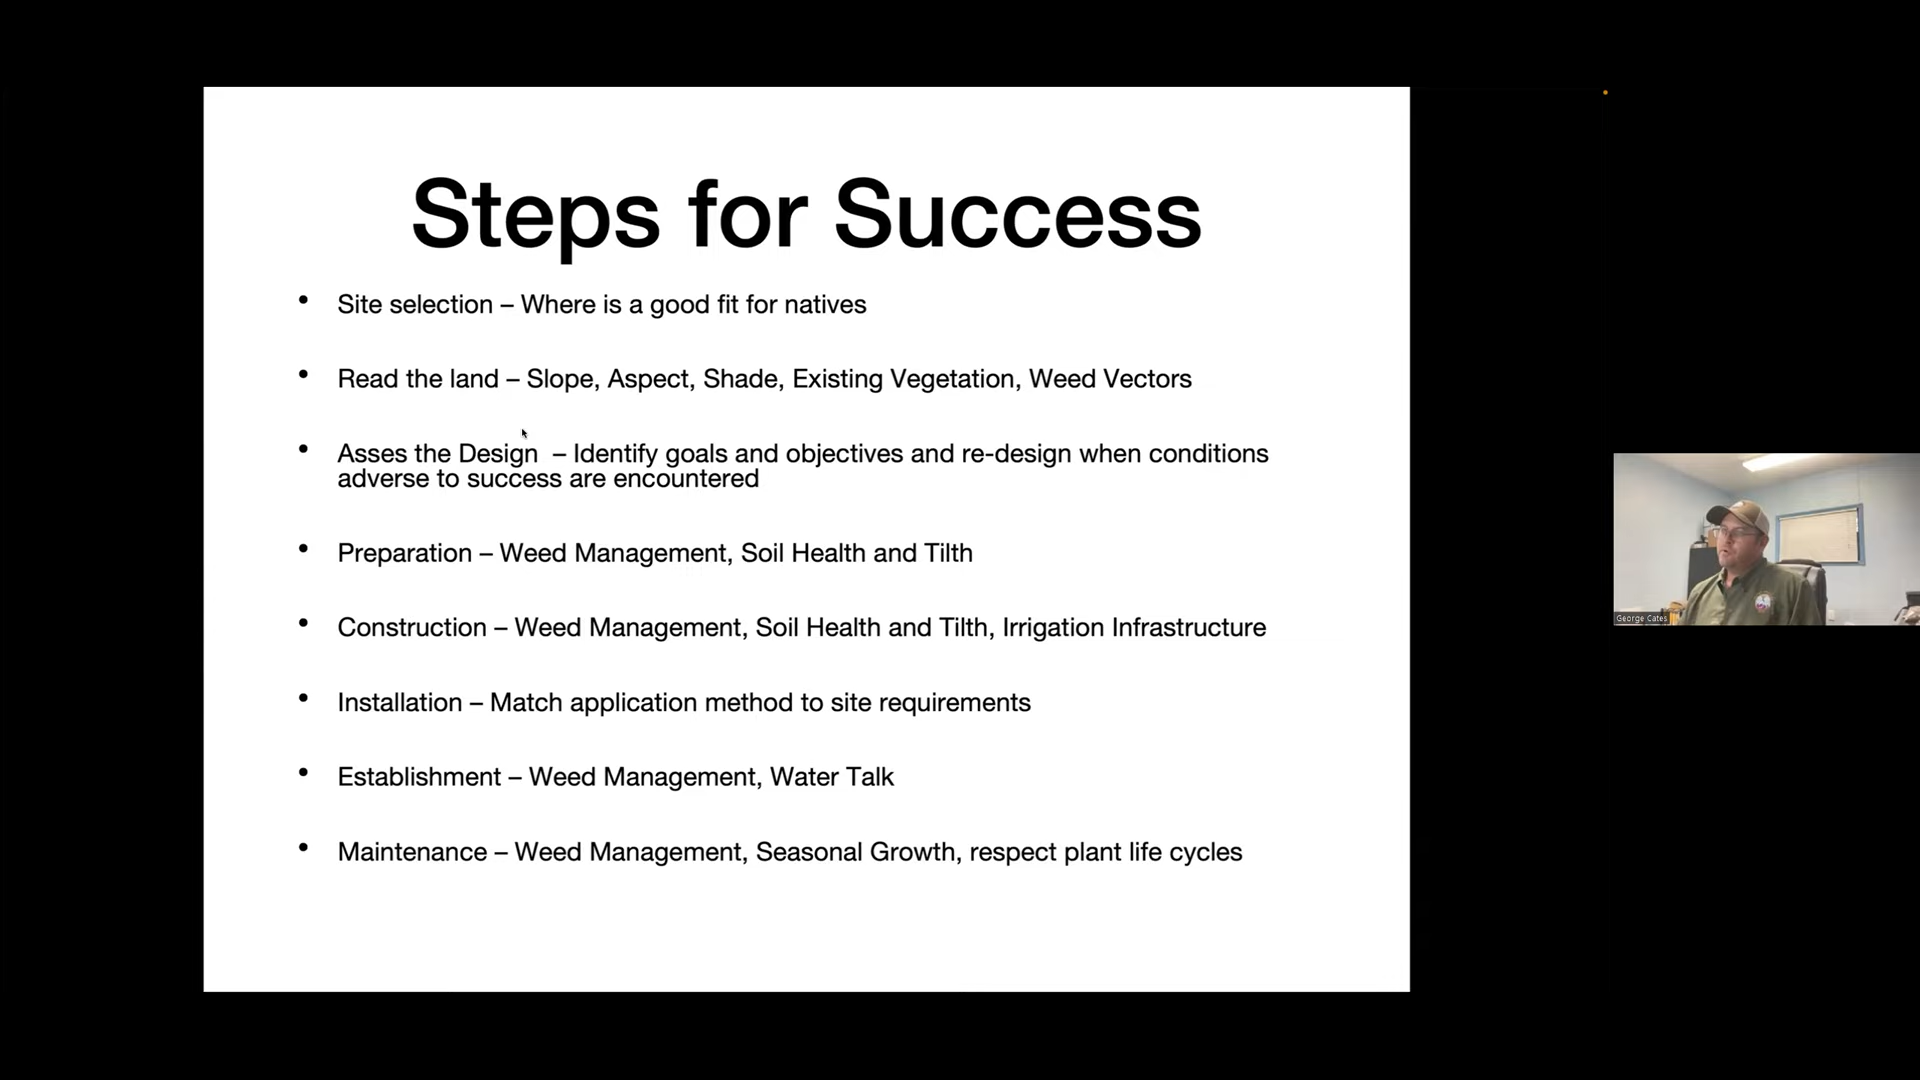 Steps for Success
• Site selection – Where is a good fit for natives
• Read the land – Slope, Aspect, Shade, Existing Vegetation, Weed Vectors
• Asses the Design – Identify goals and objectives and re-design when conditions
adverse to success are encountered
• Preparation – Weed Management, Soil Health and Tilth
• Construction – Weed Management, Soil Health and Tilth, Irrigation Infrastructure
• Installation – Match application method to site requirements
• Establishment – Weed Management, Water Talk
• Maintenance – Weed Management, Seasonal Growth, respect plant life cycles
George Cates